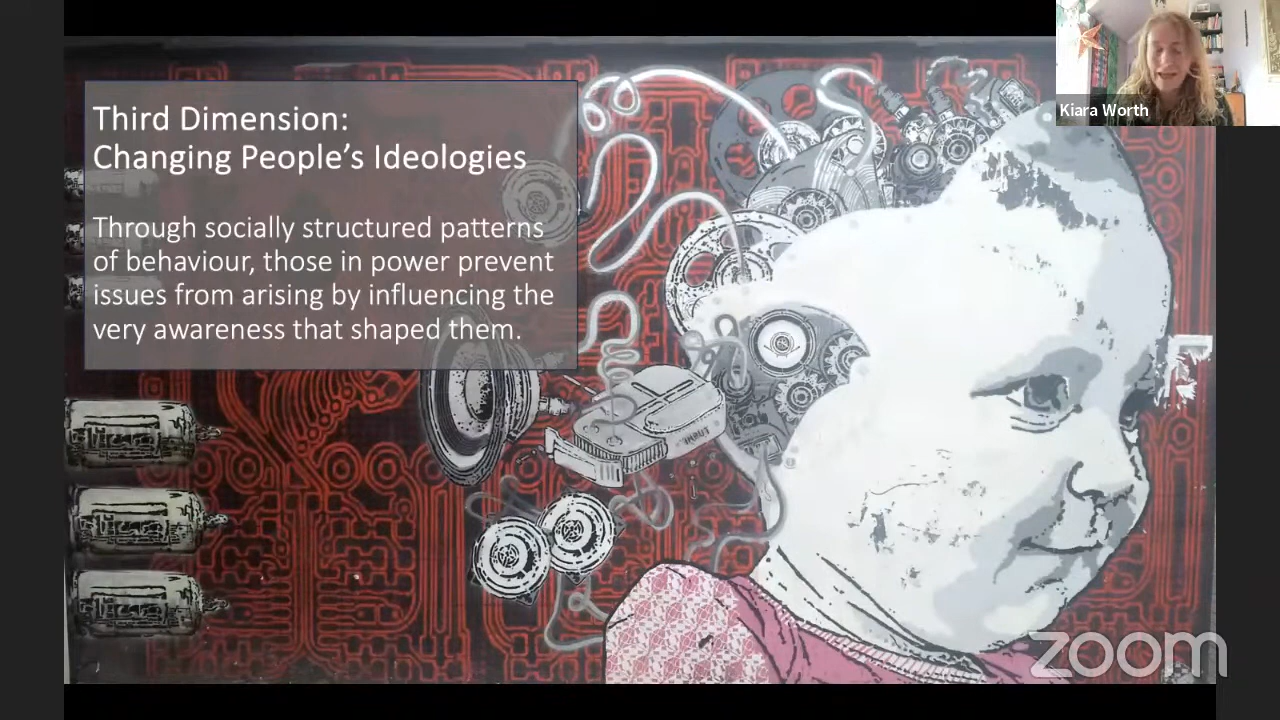 Third Dimension:
Changing People’s Ideologies
Through socially structured patterns
of behaviour, those in power prevent
issues from arising by influencing the
very awareness that shaped them.
Kiara Worth
INPUT
zoom